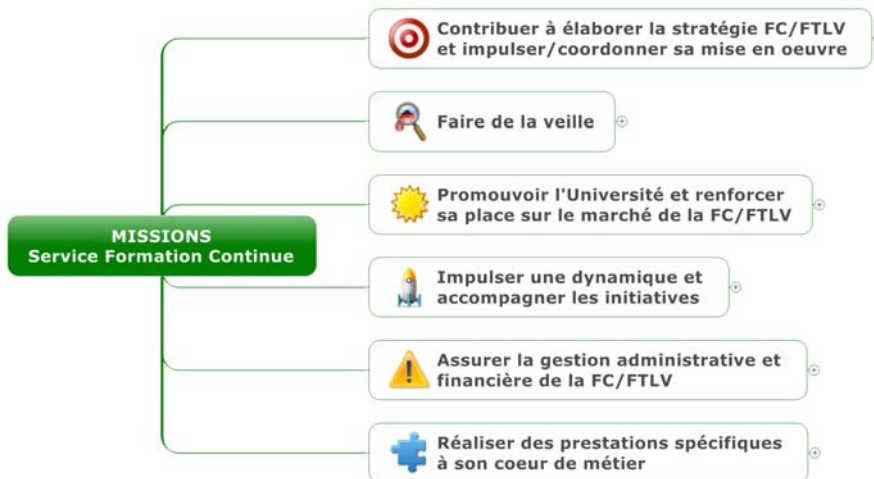 Contribuer à élaborer la stratégie FC/FTLV
et impulser/coordonner sa mise en oeuvre
Faire de la veille
Promouvoir l'Université et renforcer
sa place sur le marché de la FC/FTLV
MISSIONS
Service Formation Continue
Impulser une dynamique et
accompagner les initiatives
Assurer la gestion administrative et
financière de la FC/FTLV
Réaliser des prestations spécifiques
à son coeur de métier